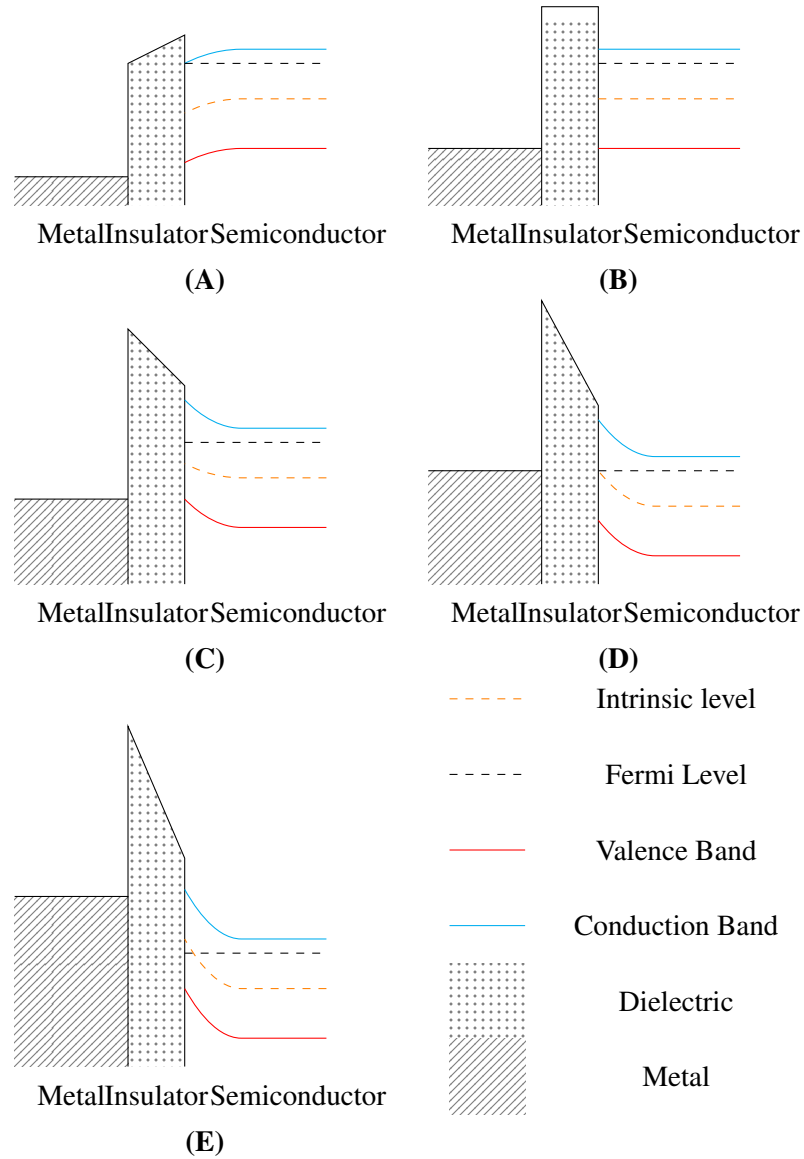 MetalInsulatorSemiconductor
(A)
MetalInsulatorSemiconductor
(B)
MetalInsulatorSemiconductor
(C)
MetalInsulatorSemiconductor
(D)
MetalInsulatorSemiconductor
(E)
Intrinsic level
Fermi Level
Valence Band
Conduction Band
Dielectric
Metal